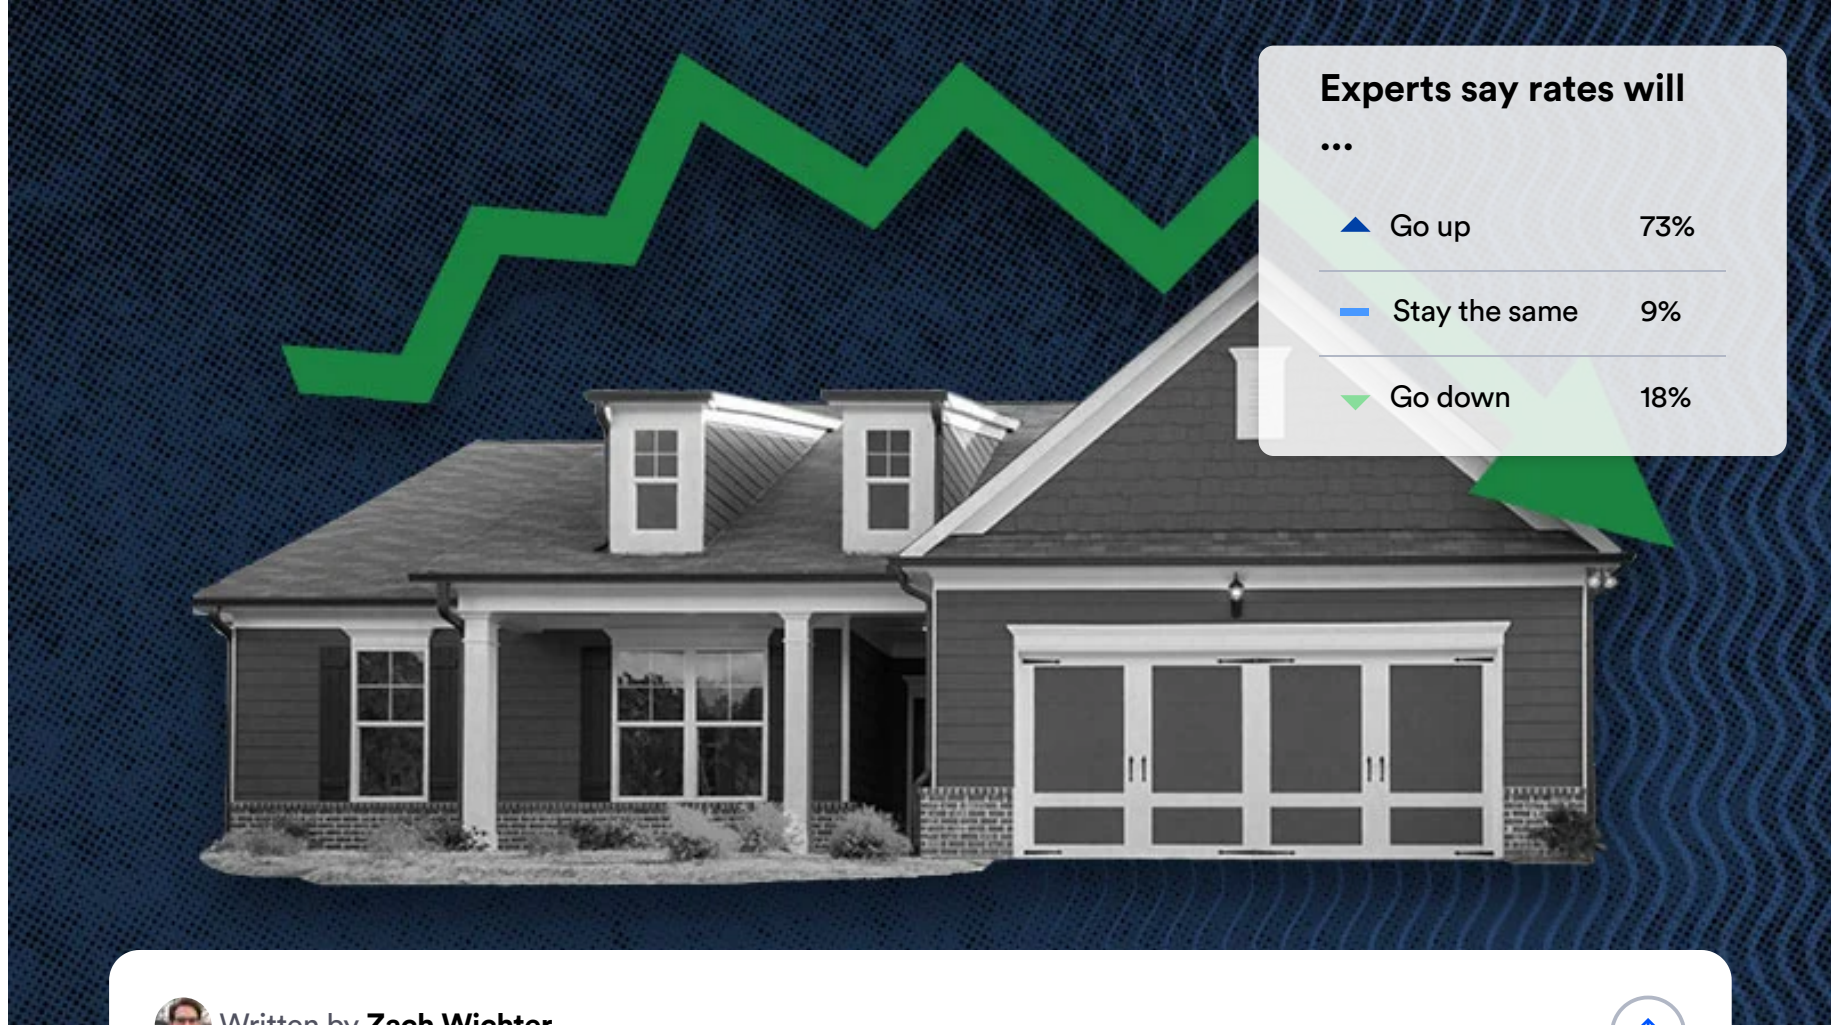 Experts say rates will
...
Go up 73%
Stay the same 9%
Go down 18%
Written by Zach Wichter